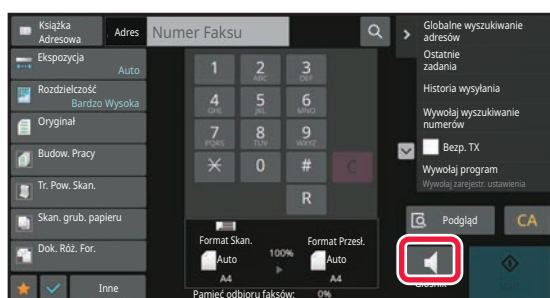 Książka
Adresowa
Adres
Numer Faksu
Ekspozycja
Auto
Rozdzielczość
Bardzo Wysoka
Oryginał
Budow. Pracy
Tr. Pow. Skan.
Skan. grub. papieru
Dok. Róż. For.
Inne
1
2
ABC
3
DEF
4
GHI
5
JKL
6
MNO
7
PQRS
8
TUV
9
WXYZ
0
#
C
R
Format Skan.
Auto
A4
100%
Format Przesł.
Auto
A4
Pamięć odbioru faksów: 0%
Globalne wyszukiwanie
adresów
Ostatnie
zadania
Historia wysyłania
Wywołaj wyszukiwanie
numerów
Bezp. TX
Wywołaj program
Wywołaj zarejestr. ustawienia
Podgląd
CA
Głośnik